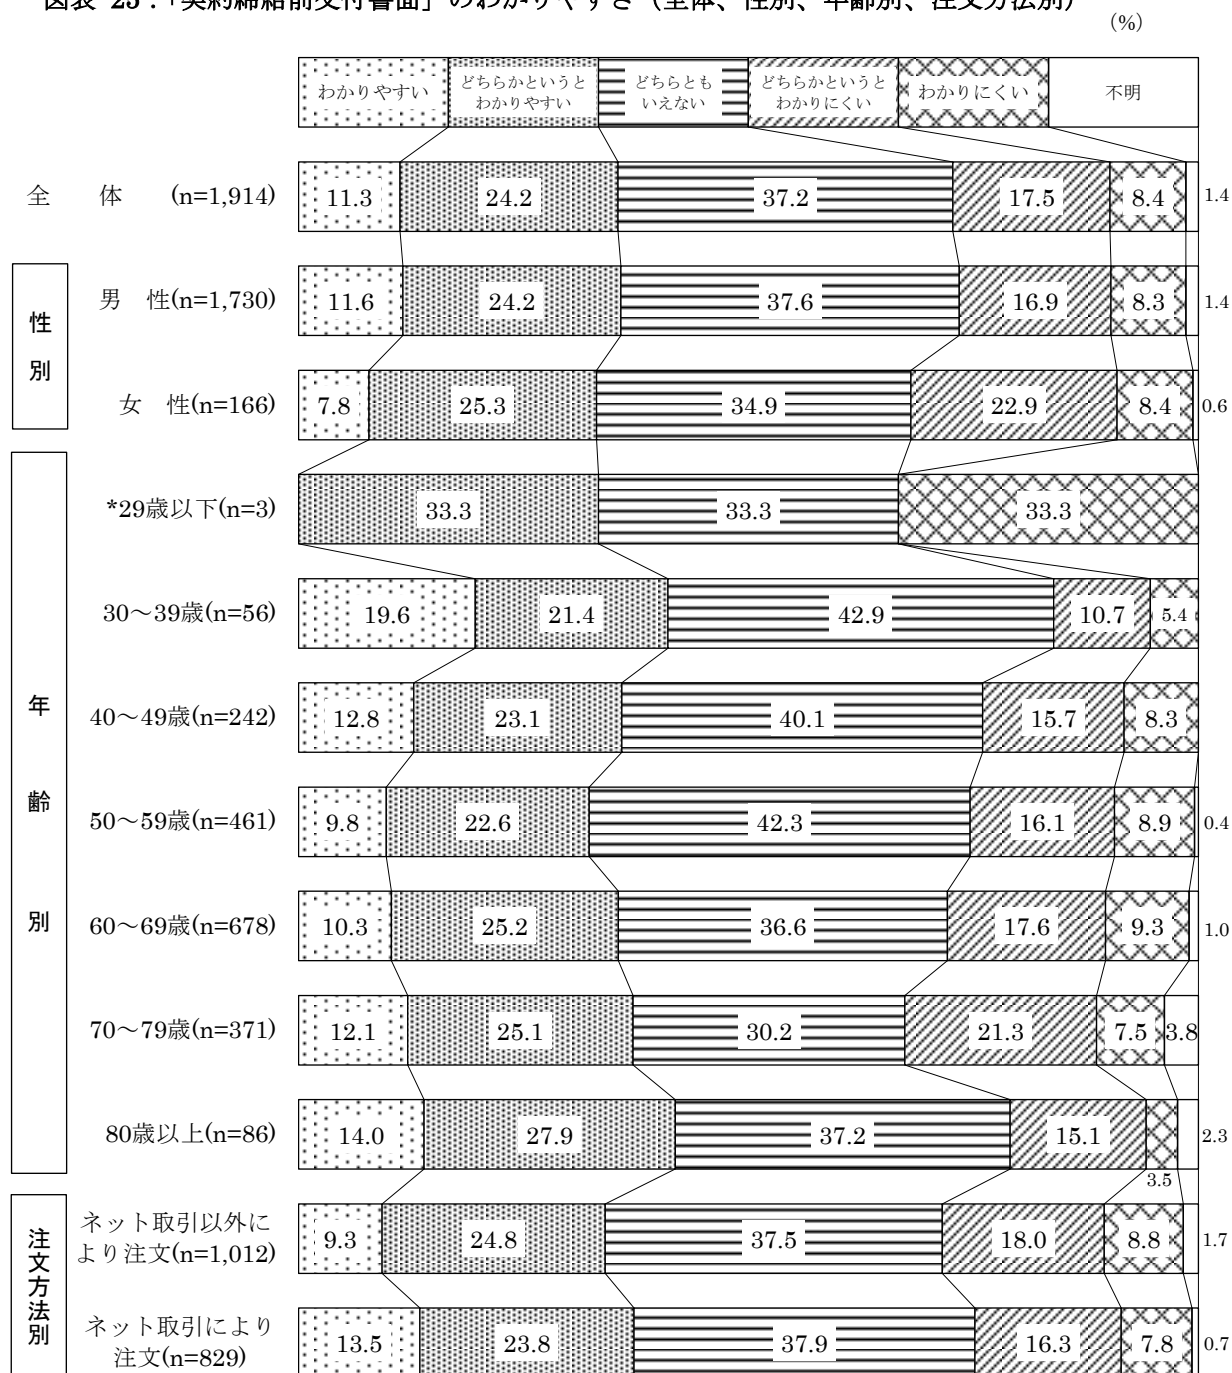 図表 25：「契約締結前交付書面」のわかりやすさ（全体、性別、年齢別、注文方法別）
(%)
わかりやすい
どちらかというと
わかりやすい
どちらとも
いえない
どちらかというと
わかりにくい
わかりにくい
不明
全 体 (n=1,914)
11.3 24.2 37.2 17.5 8.4 1.4
性別
男 性(n=1,730)
11.6 24.2 37.6 16.9 8.3 1.4
女 性(n=166)
7.8 25.3 34.9 22.9 8.4 0.6
年齢別
*29歳以下(n=3)
33.3 33.3 33.3
30～39歳(n=56)
19.6 21.4 42.9 10.7 5.4
40～49歳(n=242)
12.8 23.1 40.1 15.7 8.3
50～59歳(n=461)
9.8 22.6 42.3 16.1 8.9 0.4
60～69歳(n=678)
10.3 25.2 36.6 17.6 9.3 1.0
70～79歳(n=371)
12.1 25.1 30.2 21.3 7.5 3.8
80歳以上(n=86)
14.0 27.9 37.2 15.1 3.5 2.3
注文方法別
ネット取引以外に
より注文(n=1,012)
9.3 24.8 37.5 18.0 8.8 1.7
ネット取引により
注文(n=829)
13.5 23.8 37.9 16.3 7.8 0.7